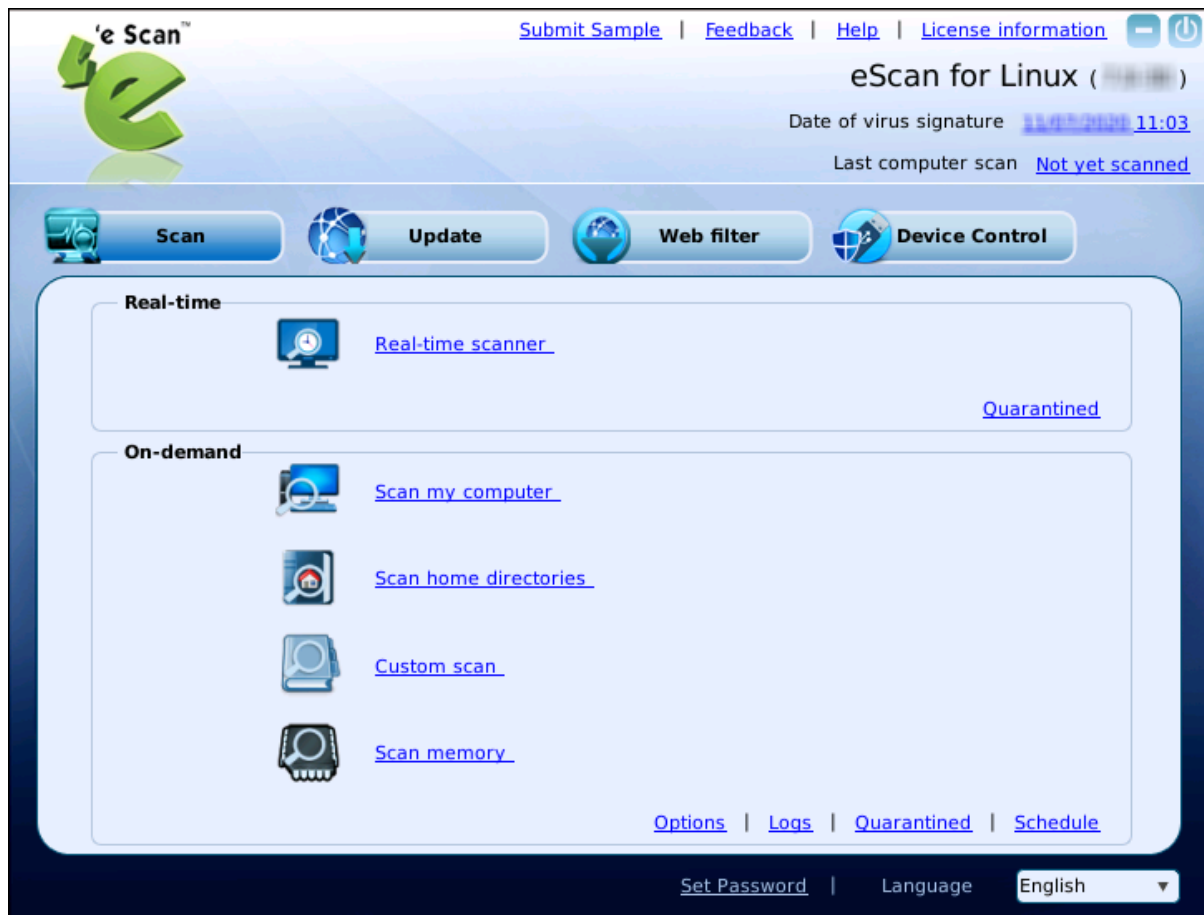 'e Scan™
Submit Sample | Feedback | Help | License information
eScan for Linux ( )
Date of virus signature 11:03
Last computer scan Not yet scanned
Scan
Update
Web filter
Device Control
Real-time
Real-time scanner
Quarantined
On-demand
Scan my computer
Scan home directories
Custom scan
Scan memory
Options | Logs | Quarantined | Schedule
Set Password | Language English